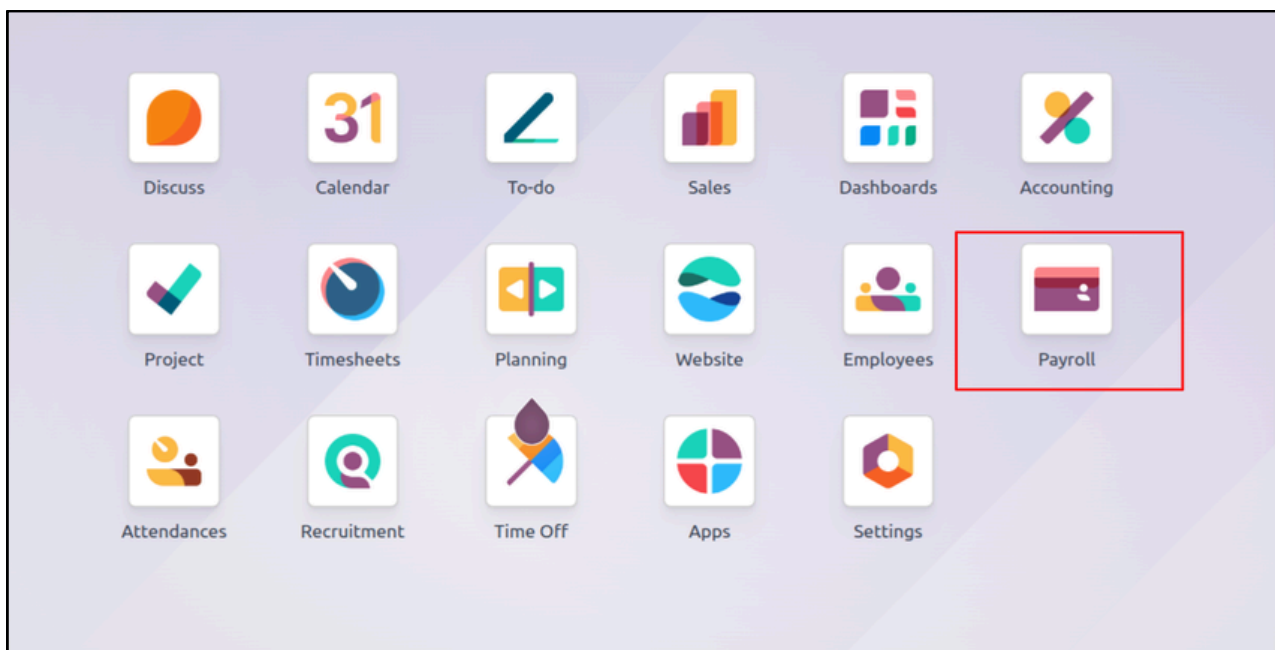 31
Discuss
Calendar
To-do
Sales
Dashboards
Accounting
Project
Timesheets
Planning
Website
Employees
Payroll
Attendances
Recruitment
Time Off
Apps
Settings